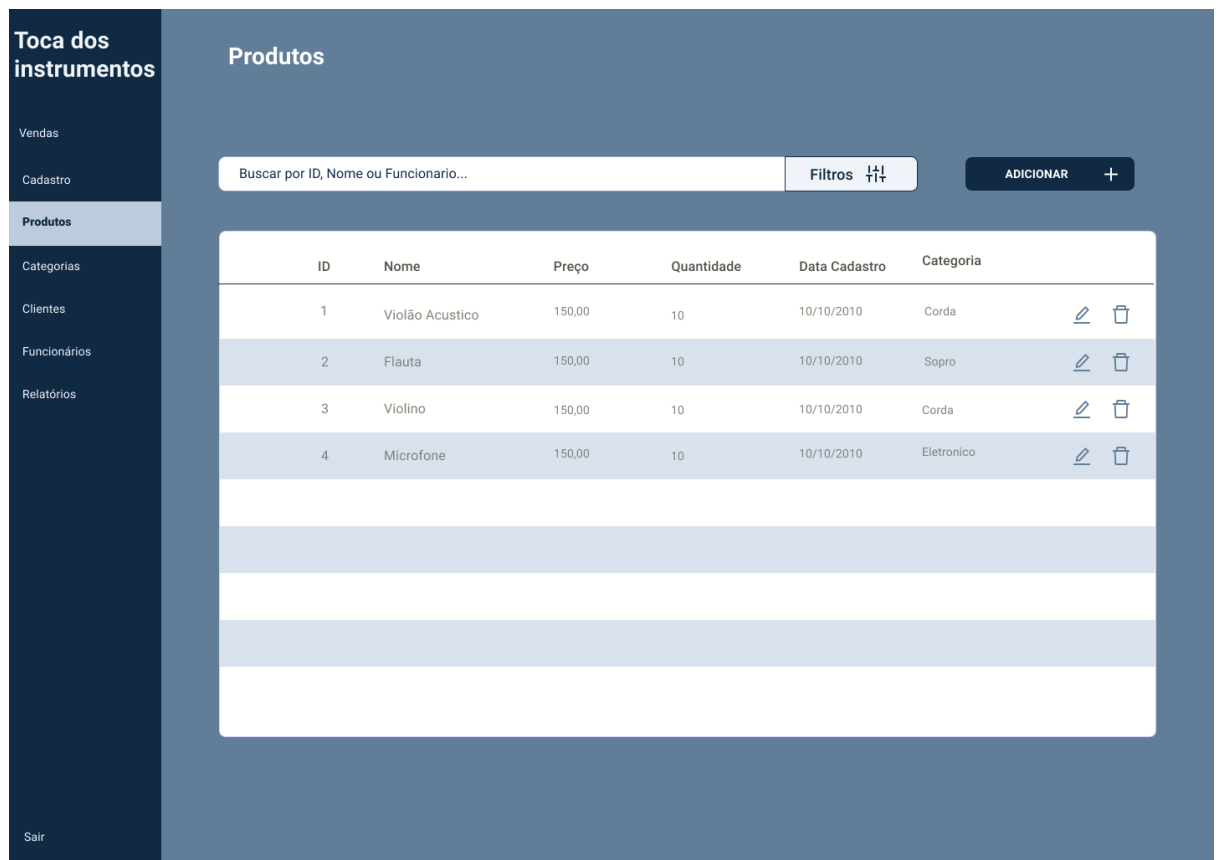 Toca dos
instrumentos
Vendas
Cadastro
Produtos
Categorias
Clientes
Funcionários
Relatórios
Sair
Produtos
Buscar por ID, Nome ou Funcionario...
Filtros
ADICIONAR
ID Nome Preço Quantidade Data Cadastro Categoria
1 Violão Acustico 150,00 10 10/10/2010 Corda
2 Flauta 150,00 10 10/10/2010 Sopro
3 Violino 150,00 10 10/10/2010 Corda
4 Microfone 150,00 10 10/10/2010 Eletronico